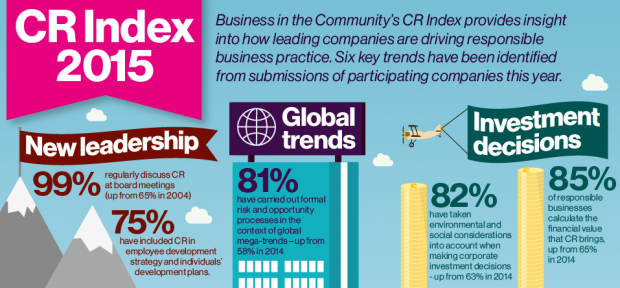 CR Index
2015
Business in the Community's CR Index provides insight
into how leading companies are driving responsible
business practice. Six key trends have been identified
from submissions of participating companies this year.
New leadership
99%
regularly discuss CR
at board meetings
(up from 65% in 2004)
75%
have included CR in
employee development
strategy and individuals'
development plans.
Global
trends
81%
have carried out formal
risk and opportunity
processes in the
context of global
mega-trends – up from
58% in 2014
Investment
decisions
82%
have taken
environmental and
social considerations
into account when
making corporate
investment decisions
- up from 63% in 2014
85%
of responsible
businesses
calculate the
financial value
that CR brings,
up from 65%
in 2014